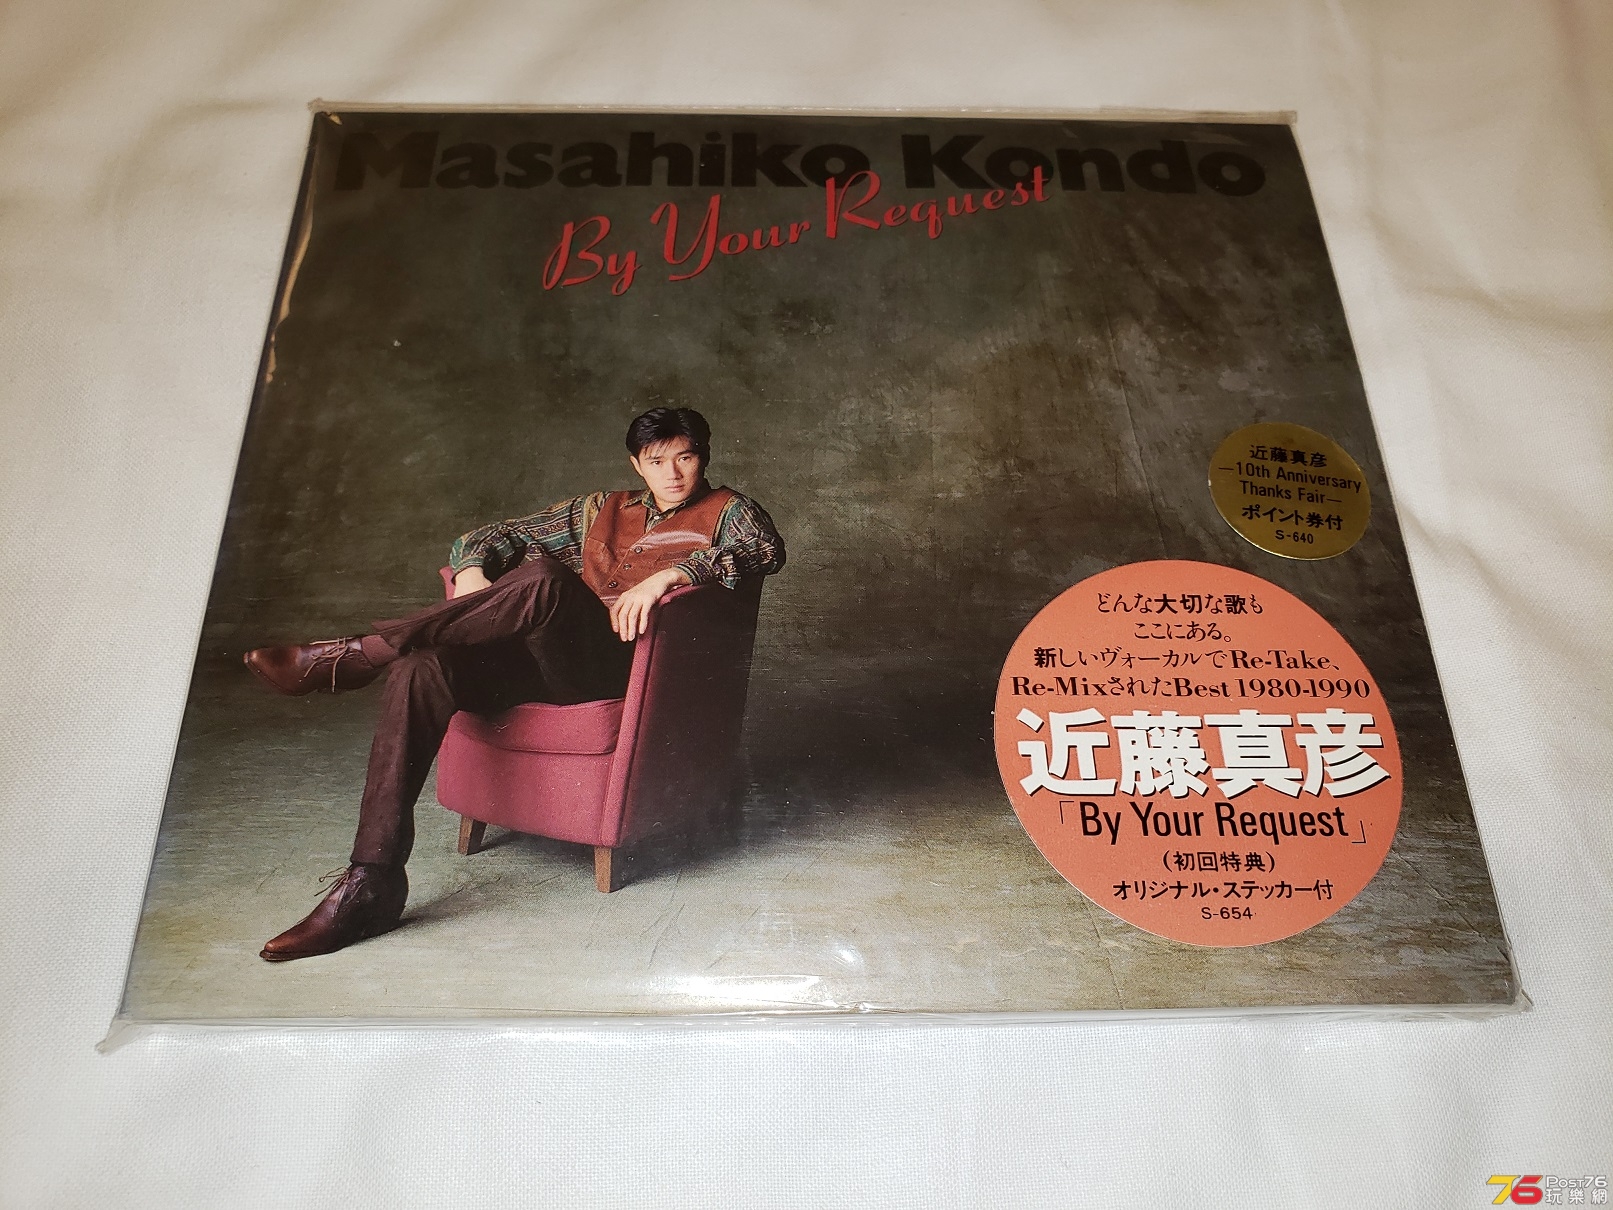 Masahiko Kondo
By Your Request
近藤真彦
—10th Anniversary
Thanks Fair—
ポイント券付
S-640
どんな大切な歌も
ここにある。
新しいヴォーカルでRe-Take、
Re-MixされたBest 1980-1990
近藤真彦
「By Your Request」
(初回特典)
オリジナル・ステッカー付
S-654
76 Post76
玩樂網